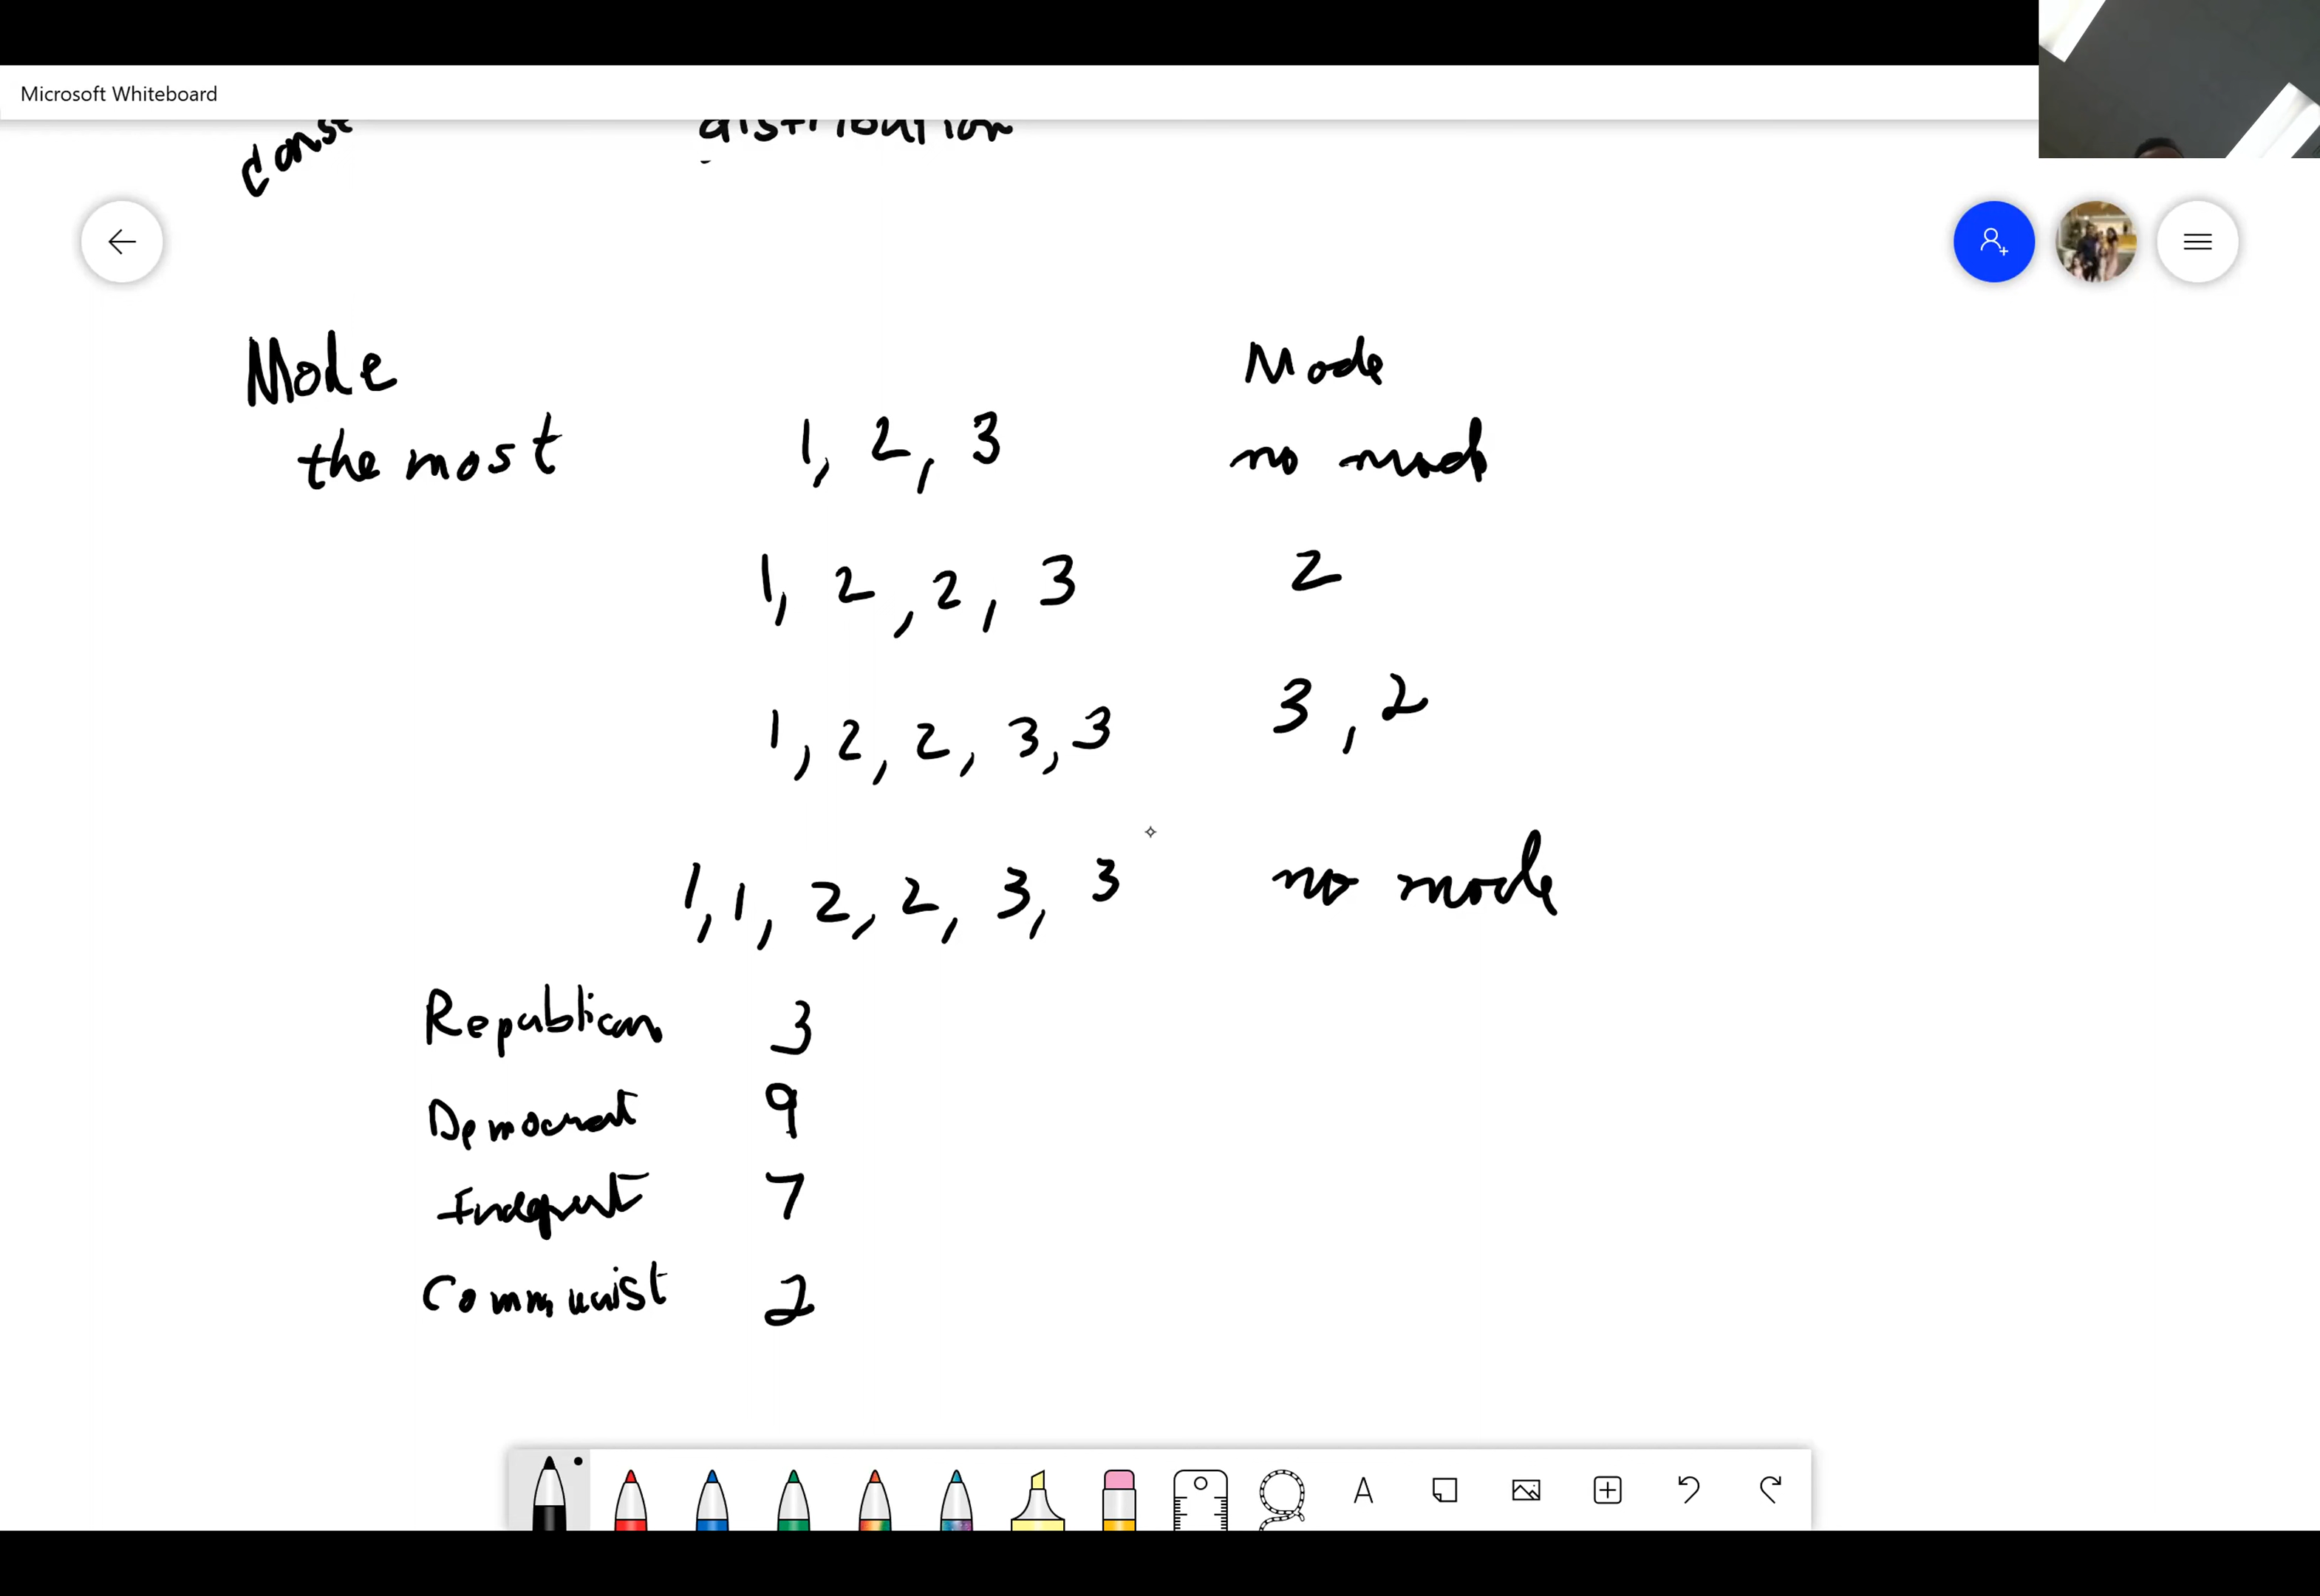 Microsoft Whiteboard
distribution
Mode
the most
Mode
1, 2, 3 no mode
1, 2, 2, 3 2
1, 2, 2, 3, 3 3, 2
1, 1, 2, 2, 3, 3 no mode
Republican 3
Democrat 9
7
Communist 2
A